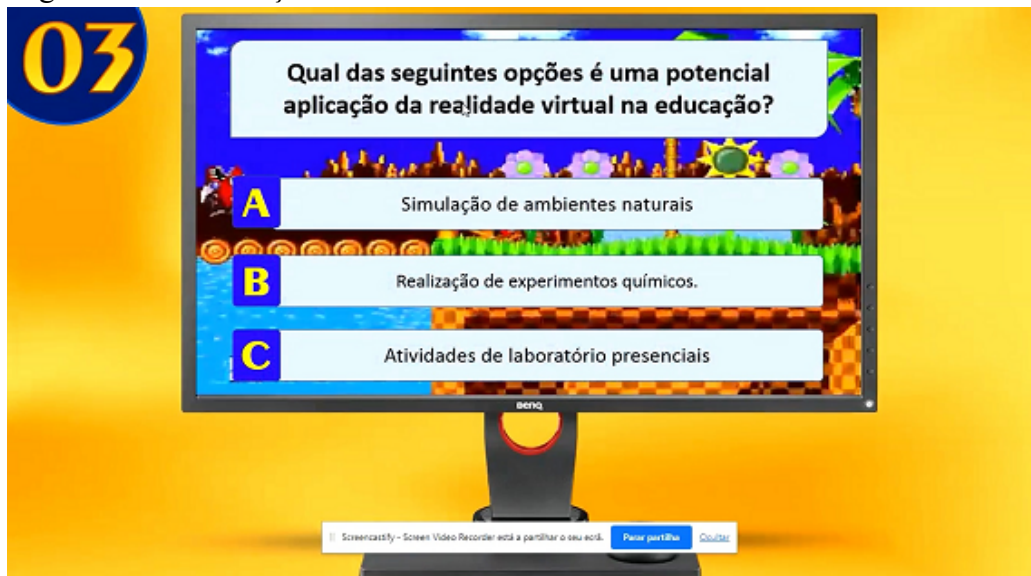 03
Qual das seguintes opções é uma potencial
aplicação da realidade virtual na educação?
A
Simulação de ambientes naturais
B
Realização de experimentos químicos.
C
Atividades de laboratório presenciais
BenQ
Screencastify - Screen Video Recorder está a partilhar o seu ecrã.
Parar partilha
Ocultar